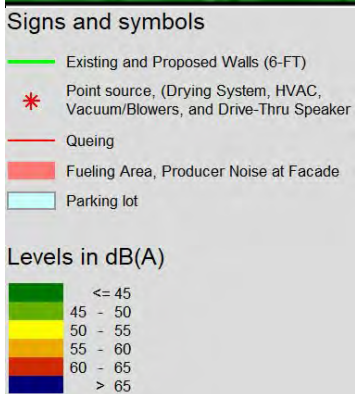 Signs and symbols
Existing and Proposed Walls (6-FT)
Point source, (Drying System, HVAC,
Vacuum/Blowers, and Drive-Thru Speaker
Queing
Fueling Area, Producer Noise at Facade
Parking lot
Levels in dB(A)
<= 45
45 - 50
50 - 55
55 - 60
60 - 65
> 65